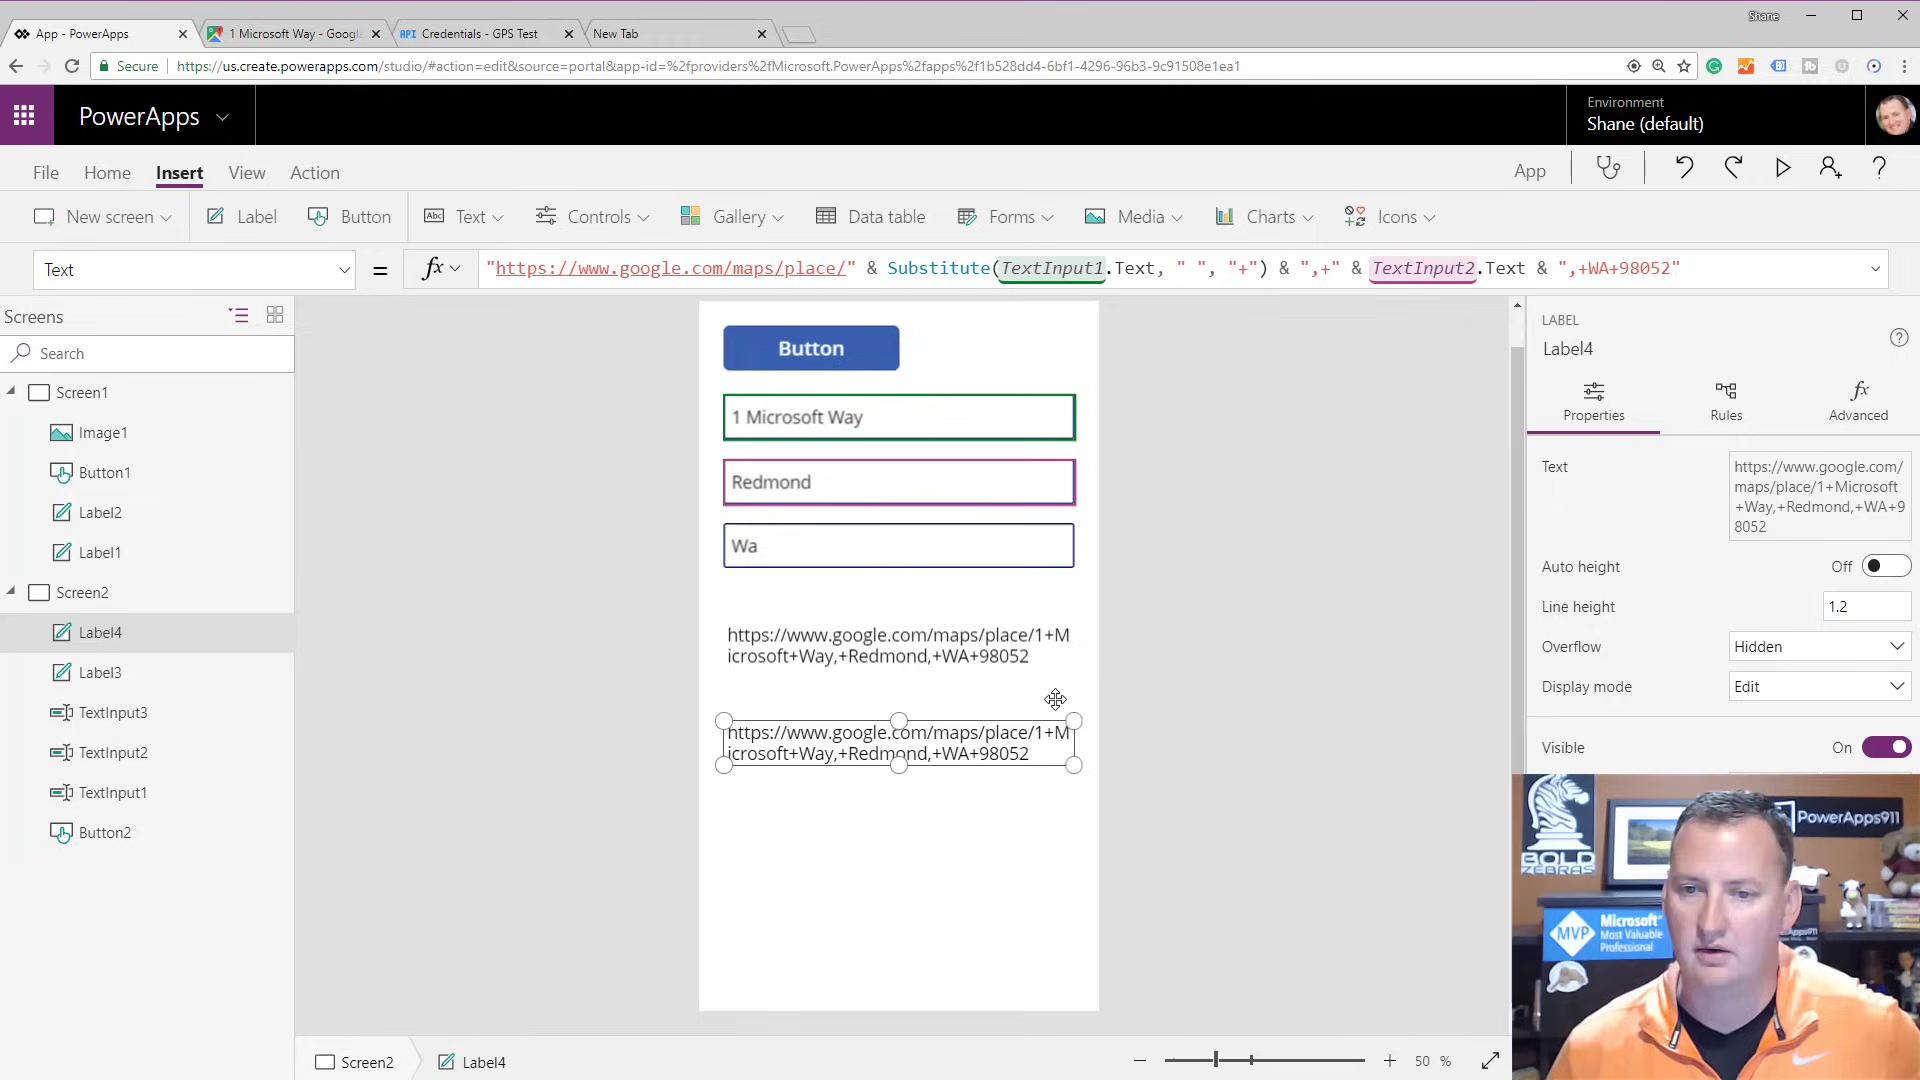 Shane
App - PowerApps
1 Microsoft Way - Googl
API Credentials - GPS Test
New Tab
Secure
https://us.create.powerapps.com/studio/#action=edit&source=portal&app-id=%2fproviders%2fMicrosoft.PowerApps%2fapps%2f1b528dd4-6bf1-4296-96b3-9c91508e1ea1
PowerApps
Environment
Shane (default)
File Home Insert View Action
App
New screen
Label
Button
Abc Text
Controls
Gallery
Data table
Forms
Media
Charts
Icons
Text
= fx
"https://www.google.com/maps/place/" & Substitute(TextInput1.Text, " ", "+") & ",+" & TextInput2.Text & ",+WA+98052"
Screens
Search
Screen1
Image1
Button1
Label2
Label1
Screen2
Label4
Label3
TextInput3
TextInput2
TextInput1
Button2
Button
1 Microsoft Way
Redmond
Wa
https://www.google.com/maps/place/1+M
icrosoft+Way,+Redmond,+WA+98052
https://www.google.com/maps/place/1+M
icrosoft+Way,+Redmond,+WA+98052
LABEL
Label4
Properties
Rules
fx
Advanced
Text
https://www.google.com/
maps/place/1+Microsoft
+Way,+Redmond,+WA+9
8052
Auto height
Off
Line height
1.2
Overflow
Hidden
Display mode
Edit
Visible
On
PowerApps911
BOLD
ZEBRAS
MVP
Microsoft
Most Valuable
Professional
Screen2
Label4
50 %